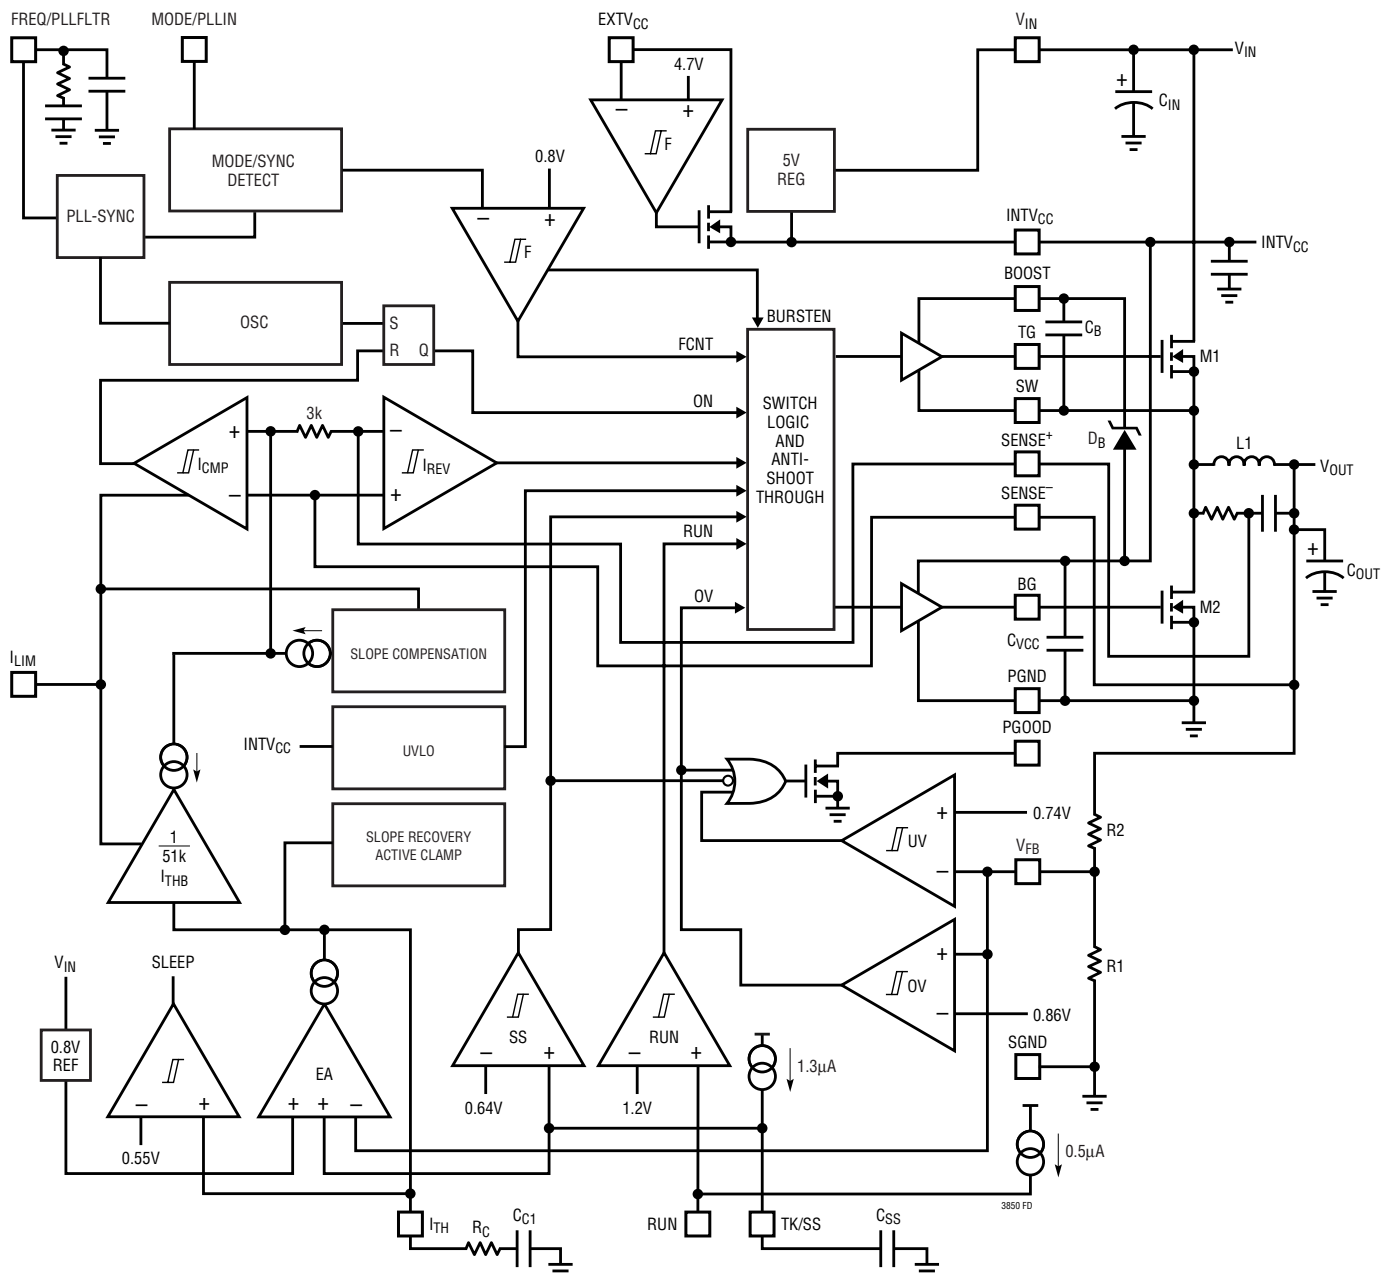 FREQ/PLLFLTR
MODE/PLLIN
EXTVCC
VIN
4.7V
VIN
+
CIN
− +
F
MODE/SYNC
DETECT
0.8V
5V
REG
PLL-SYNC
− +
F
INTVCC
INTVCC
BOOST
OSC
S
R Q
BURSTEN
FCNT
TG
CB
M1
SW
3k
ON
SWITCH
LOGIC
AND
ANTI-
SHOOT
THROUGH
SENSE+
DB
L1
VOUT
+
−
ICMP
−
+
IREV
SENSE−
RUN
+
COUT
OV
BG
M2
CVCC
SLOPE COMPENSATION
ILIM
PGND
INTVCC
UVLO
PGOOD
SLOPE RECOVERY
ACTIVE CLAMP
1
51k
ITHB
+
UV
−
0.74V
R2
VFB
+
OV
−
0.86V
R1
VIN
SLEEP
0.8V
REF
− +
EA
+ + −
SS
− +
RUN
− +
SGND
1.3µA
0.55V
0.64V
1.2V
0.5µA
3850 FD
ITH
RC
CC1
RUN
TK/SS
CSS